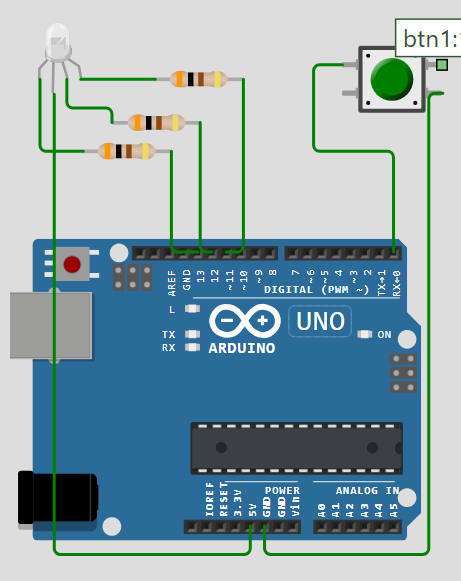 btn1:
AREF
GND
13
12
~11
~10
~9
8
7
~6
~5
4
~3
2
TX→1
RX←0
DIGITAL (PWM ~)
L
TX
RX
UNO
ON
ARDUINO
POWER
ANALOG IN
IOREF
RESET
3.3V
5V
GND
GND
Vin
A0
A1
A2
A3
A4
A5